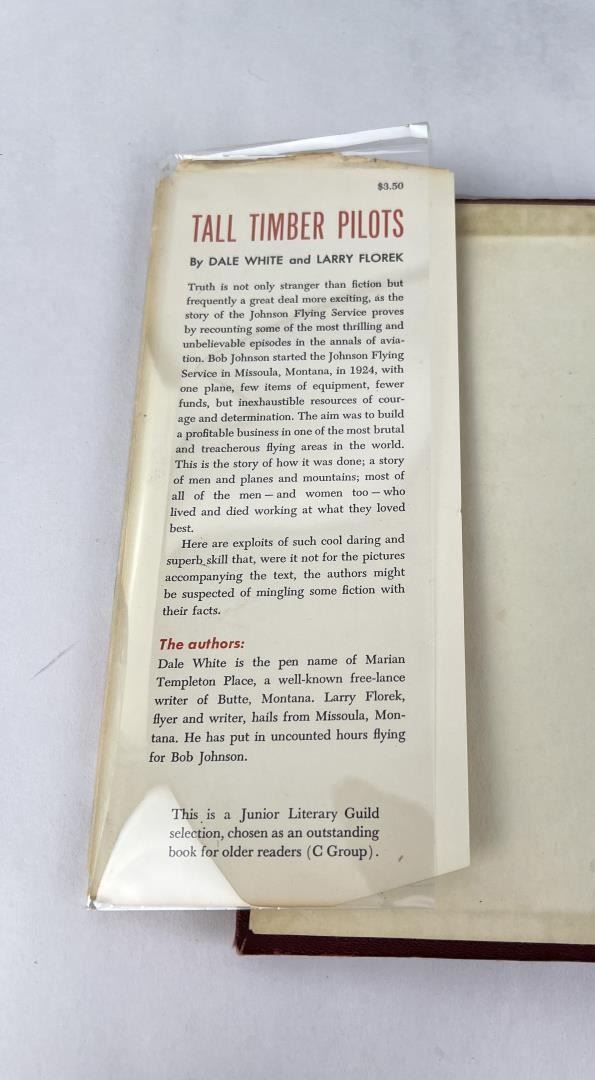 $3.50
TALL TIMBER PILOTS
By DALE WHITE and LARRY FLOREK
Truth is not only stranger than fiction but
frequently a great deal more exciting, as the
story of the Johnson Flying Service proves
by recounting some of the most thrilling and
unbelievable episodes in the annals of avia-
tion. Bob Johnson started the Johnson Flying
Service in Missoula, Montana, in 1924, with
one plane, few items of equipment, fewer
funds, but inexhaustible resources of cour-
age and determination. The aim was to build
a profitable business in one of the most brutal
and treacherous flying areas in the world.
This is the story of how it was done; a story
of men and planes and mountains; most of
all of the men — and women too — who
lived and died working at what they loved
best.
Here are exploits of such cool daring and
superb skill that, were it not for the pictures
accompanying the text, the authors might
be suspected of mingling some fiction with
their facts.
The authors:
Dale White is the pen name of Marian
Templeton Place, a well-known free-lance
writer of Butte, Montana. Larry Florek,
flyer and writer, hails from Missoula, Mon-
tana. He has put in uncounted hours flying
for Bob Johnson.
This is a Junior Literary Guild
selection, chosen as an outstanding
book for older readers (C Group).